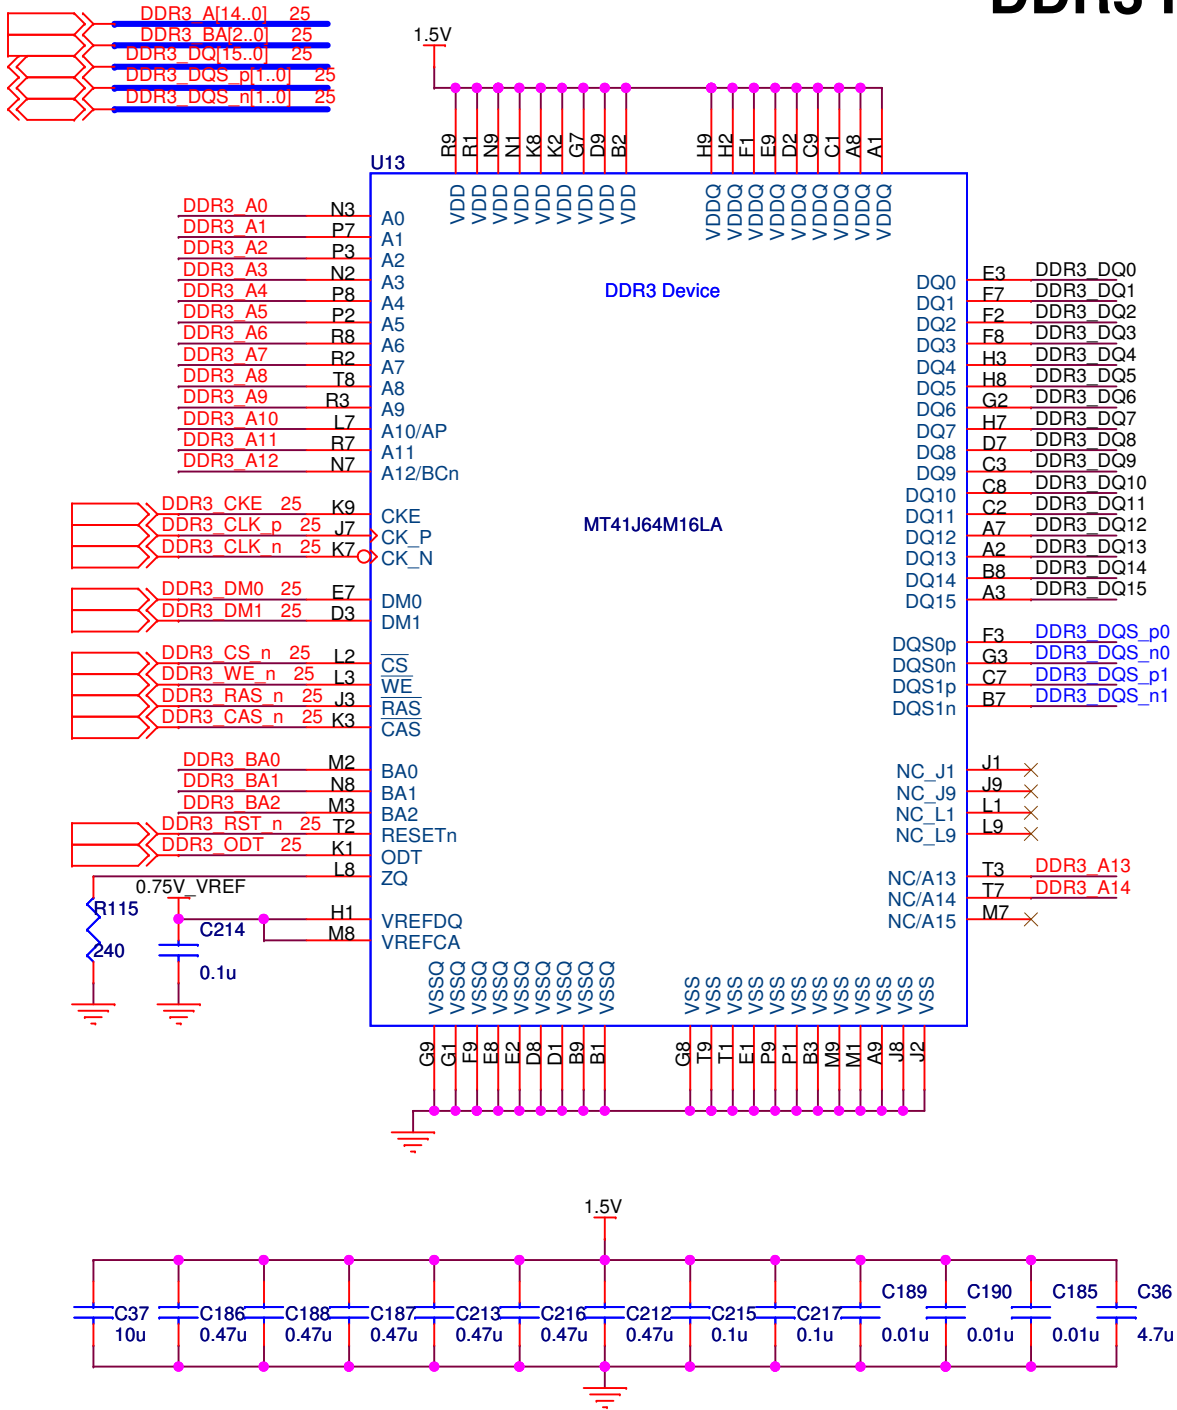 DDR3
DDR3_A[14..0] 25
DDR3_BA[2..0] 25
DDR3_DQ[15..0] 25
DDR3_DQS_p[1..0] 25
DDR3_DQS_n[1..0] 25
1.5V
R9 R1 N9 N1 K8 K2 G7 D9 B2 H9 H2 F1 E9 D2 C9 C1 A8 A1
U13
VDD VDD VDD VDD VDD VDD VDD VDD VDD VDDQ VDDQ VDDQ VDDQ VDDQ VDDQ VDDQ VDDQ VDDQ
DDR3_A0 N3 A0
DDR3_A1 P7 A1
DDR3_A2 P3 A2
DDR3_A3 N2 A3
DDR3_A4 P8 A4
DDR3_A5 P2 A5
DDR3_A6 R8 A6
DDR3_A7 R2 A7
DDR3_A8 T8 A8
DDR3_A9 R3 A9
DDR3_A10 L7 A10/AP
DDR3_A11 R7 A11
DDR3_A12 N7 A12/BCn
DDR3_CKE 25 K9 CKE
DDR3_CLK_p 25 J7 CK_P
DDR3_CLK_n 25 K7 CK_N
DDR3_DM0 25 E7 DM0
DDR3_DM1 25 D3 DM1
DDR3_CS_n 25 L2 CS
DDR3_WE_n 25 L3 WE
DDR3_RAS_n 25 J3 RAS
DDR3_CAS_n 25 K3 CAS
DDR3_BA0 M2 BA0
DDR3_BA1 N8 BA1
DDR3_BA2 M3 BA2
DDR3_RST_n 25 T2 RESETn
DDR3_ODT 25 K1 ODT
L8 ZQ
0.75V_VREF
R115
240
C214
0.1u
H1 VREFDQ
M8 VREFCA
DDR3 Device
MT41J64M16LA
DQ0 E3 DDR3_DQ0
DQ1 F7 DDR3_DQ1
DQ2 F2 DDR3_DQ2
DQ3 F8 DDR3_DQ3
DQ4 H3 DDR3_DQ4
DQ5 H8 DDR3_DQ5
DQ6 G2 DDR3_DQ6
DQ7 H7 DDR3_DQ7
DQ8 D7 DDR3_DQ8
DQ9 C3 DDR3_DQ9
DQ10 C8 DDR3_DQ10
DQ11 C2 DDR3_DQ11
DQ12 A7 DDR3_DQ12
DQ13 A2 DDR3_DQ13
DQ14 B8 DDR3_DQ14
DQ15 A3 DDR3_DQ15
DQS0p F3 DDR3_DQS_p0
DQS0n G3 DDR3_DQS_n0
DQS1p C7 DDR3_DQS_p1
DQS1n B7 DDR3_DQS_n1
NC_J1 J1
NC_J9 J9
NC_L1 L1
NC_L9 L9
NC/A13 T3 DDR3_A13
NC/A14 T7 DDR3_A14
NC/A15 M7
VSSQ VSSQ VSSQ VSSQ VSSQ VSSQ VSSQ VSSQ VSSQ VSS VSS VSS VSS VSS VSS VSS VSS VSS VSS VSS VSS
G9 G1 F9 E8 E2 D8 D1 B9 B1 G8 T9 T1 E1 P9 P1 B3 M9 M1 A9 J8 J2
1.5V
C37 C186 C188 C187 C213 C216 C212 C215 C217 C189 C190 C185 C36
10u 0.47u 0.47u 0.47u 0.47u 0.47u 0.47u 0.1u 0.1u 0.01u 0.01u 0.01u 4.7u